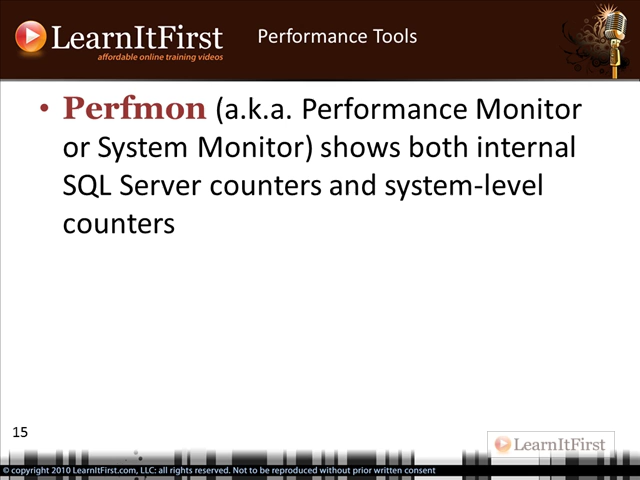 LearnItFirst
affordable online training videos
Performance Tools
• Perfmon (a.k.a. Performance Monitor
or System Monitor) shows both internal
SQL Server counters and system-level
counters
15
LearnItFirst
© copyright 2010 LearnItFirst.com, LLC: all rights reserved. Not to be reproduced without prior written consent